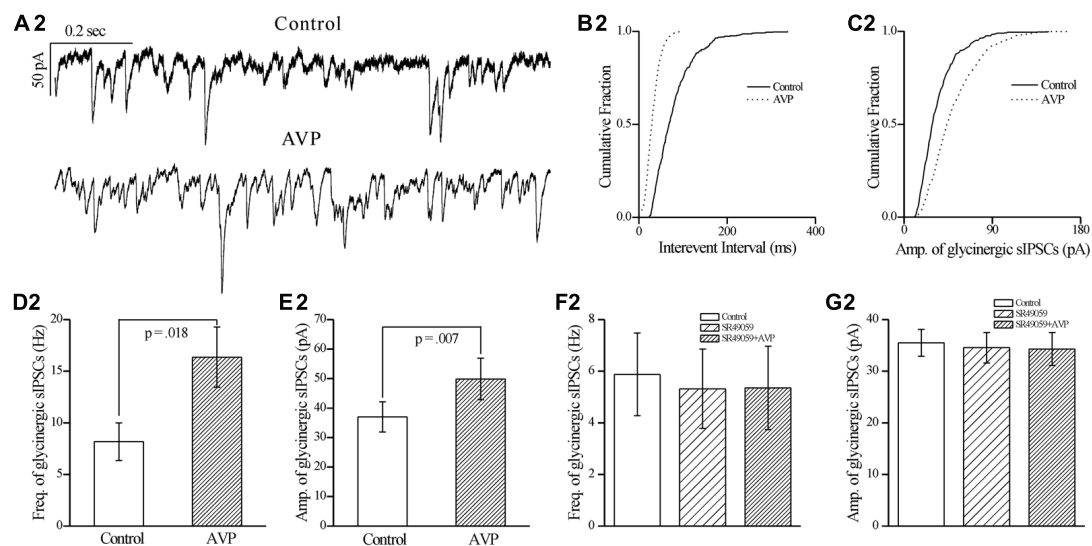 A2
Control
0.2 sec
50 pA
AVP
B2
Cumulative Fraction
1.0
0.5
0.0
0
200
400
Interevent Interval (ms)
Control
AVP
C2
Cumulative Fraction
1.0
0.5
0.0
0
90
180
Amp. of glycinergic sIPSCs (pA)
Control
AVP
D2
Freq. of glycinergic sIPSCs (Hz)
20
15
10
5
0
p = .018
Control
AVP
E2
Amp. of glycinergic sIPSCs (pA)
70
60
50
40
30
20
10
0
p = .007
Control
AVP
F2
Freq. of glycinergic sIPSCs (Hz)
8
6
4
2
0
Control
SR49059
SR49059+AVP
G2
Amp. of glycinergic sIPSCs (pA)
40
30
20
10
0
Control
SR49059
SR49059+AVP